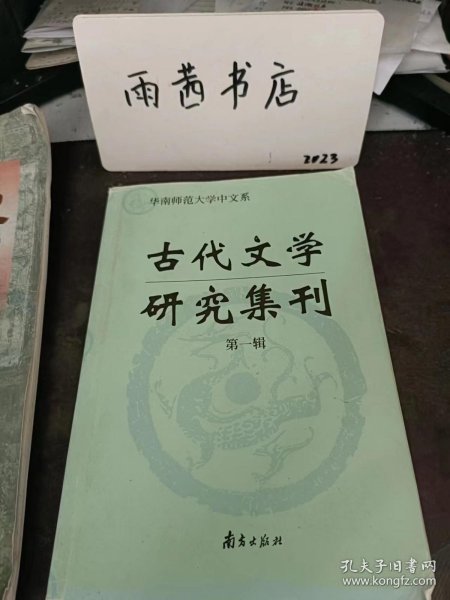 雨茜书店
2023
华南师范大学中文系
古代文学
研究集刊
第一辑
南方出版社
孔夫子旧书网
www.kongfz.com